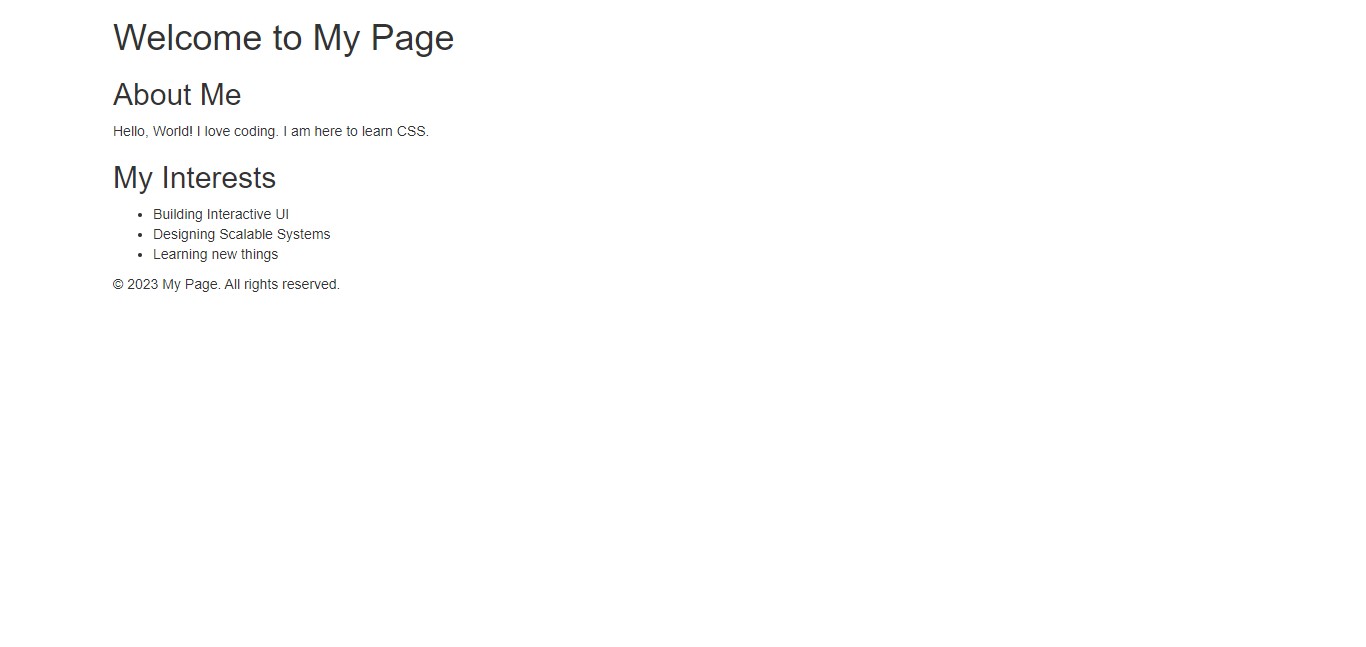 Welcome to My Page
About Me
Hello, World! I love coding. I am here to learn CSS.
My Interests
• Building Interactive UI
• Designing Scalable Systems
• Learning new things
© 2023 My Page. All rights reserved.